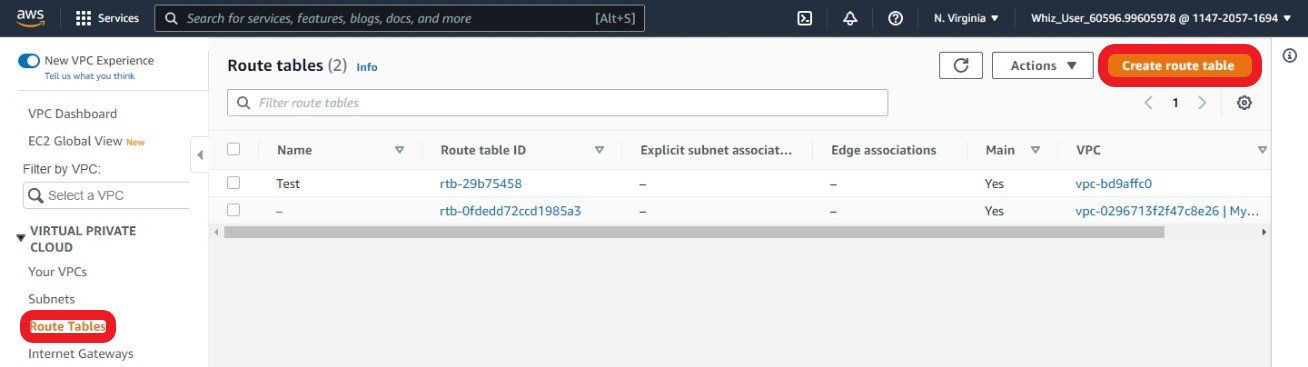 aws Services Search for services, features, blogs, docs, and more [Alt+S] N. Virginia Whiz_User_60596.99605978 @ 1147-2057-1694
New VPC Experience
Tell us what you think
VPC Dashboard
EC2 Global View New
Filter by VPC:
Select a VPC
VIRTUAL PRIVATE
CLOUD
Your VPCs
Subnets
Route Tables
Internet Gateways
Route tables (2) Info
Actions
Create route table
Filter route tables
1
Name Route table ID Explicit subnet associat... Edge associations Main VPC
Test rtb-29b75458 – – Yes vpc-bd9affc0
– rtb-0fdedd72ccd1985a3 – – Yes vpc-0296713f2f47c8e26 | My...